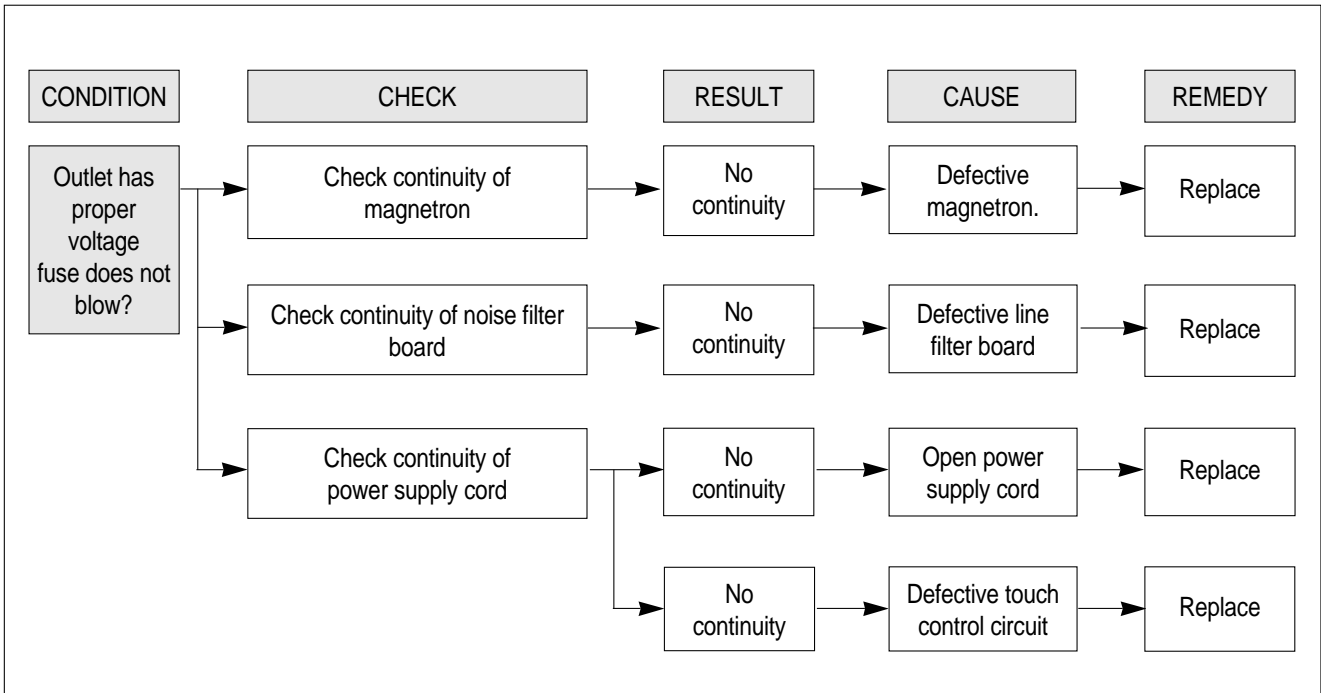 CONDITION
CHECK
RESULT
CAUSE
REMEDY
Outlet has
proper
voltage
fuse does not
blow?
Check continuity of
magnetron
No
continuity
Defective
magnetron.
Replace
Check continuity of noise filter
board
No
continuity
Defective line
filter board
Replace
Check continuity of
power supply cord
No
continuity
Open power
supply cord
Replace
No
continuity
Defective touch
control circuit
Replace